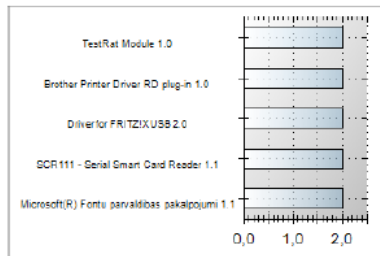 TestRat Module 1.0
Brother Printer Driver RD plug-in 1.0
Driver for FRITZ!X USB 2.0
SCR111 - Serial Smart Card Reader 1.1
Microsoft(R) Fontu parvaldibas pakalpojumi 1.1
0,0 1,0 2,0